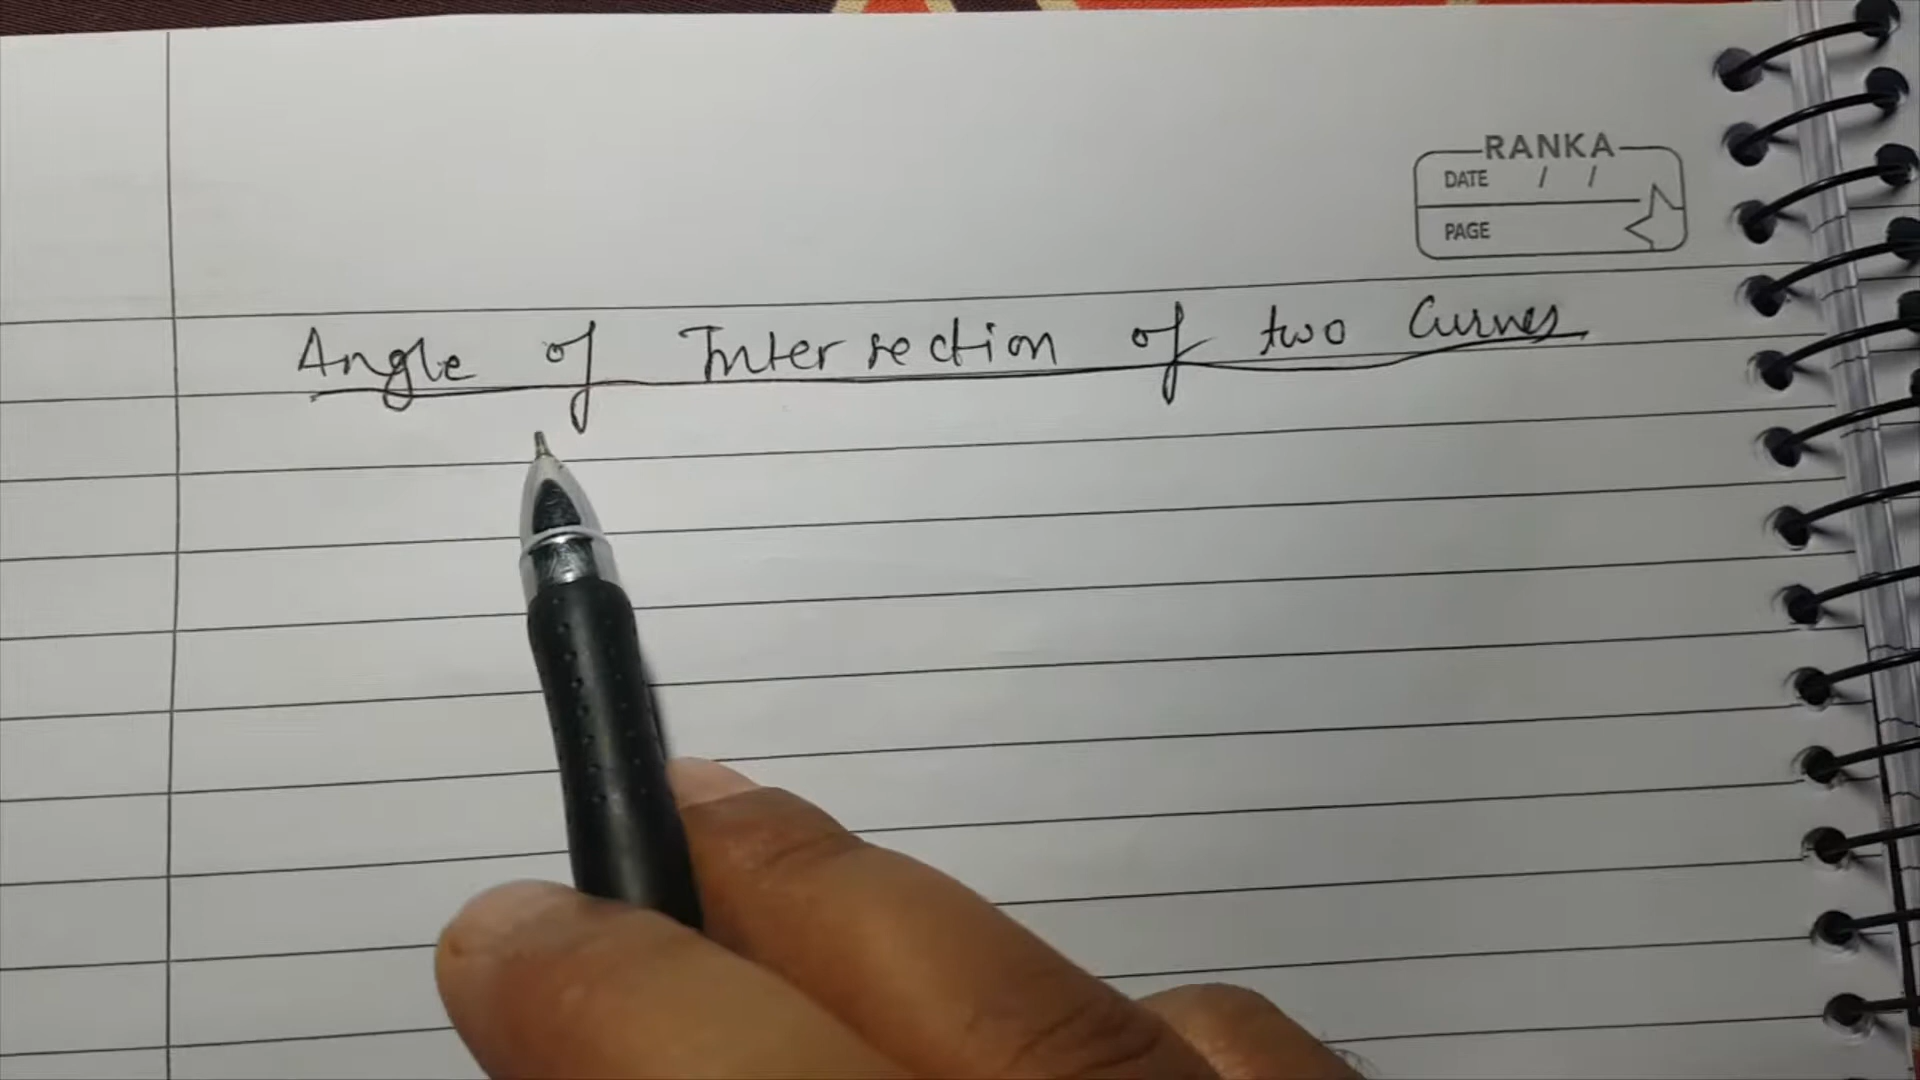 RANKA
DATE / /
PAGE
Angle of Intersection of two Curves